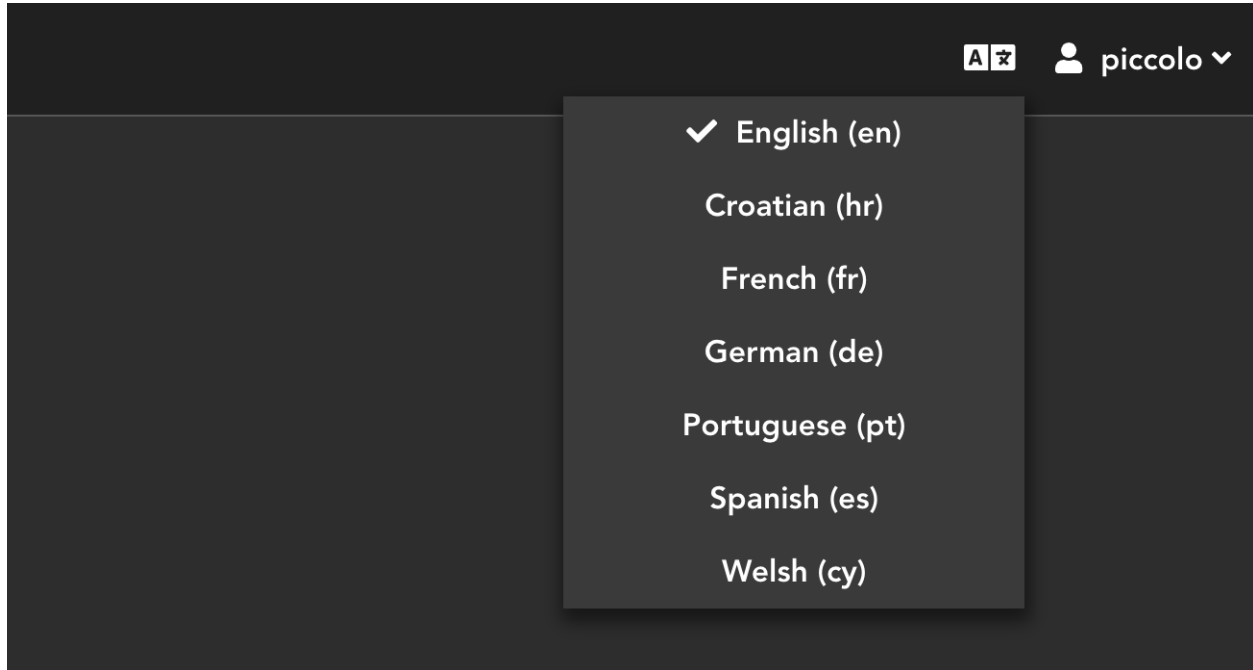 piccolo
English (en)
Croatian (hr)
French (fr)
German (de)
Portuguese (pt)
Spanish (es)
Welsh (cy)